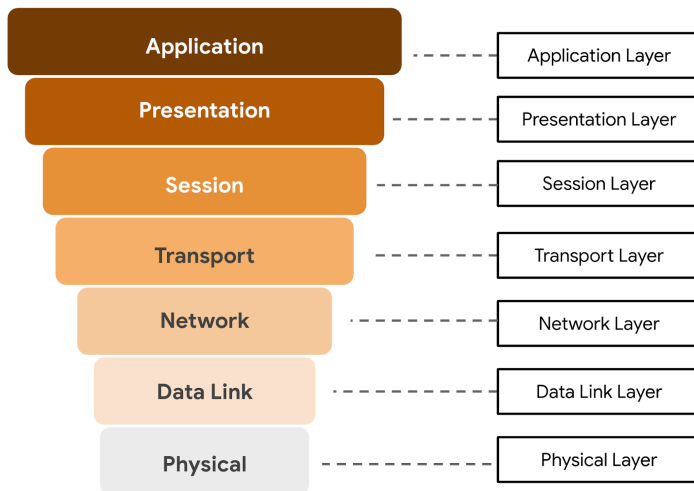 Application
Application Layer
Presentation
Presentation Layer
Session
Session Layer
Transport
Transport Layer
Network
Network Layer
Data Link
Data Link Layer
Physical
Physical Layer